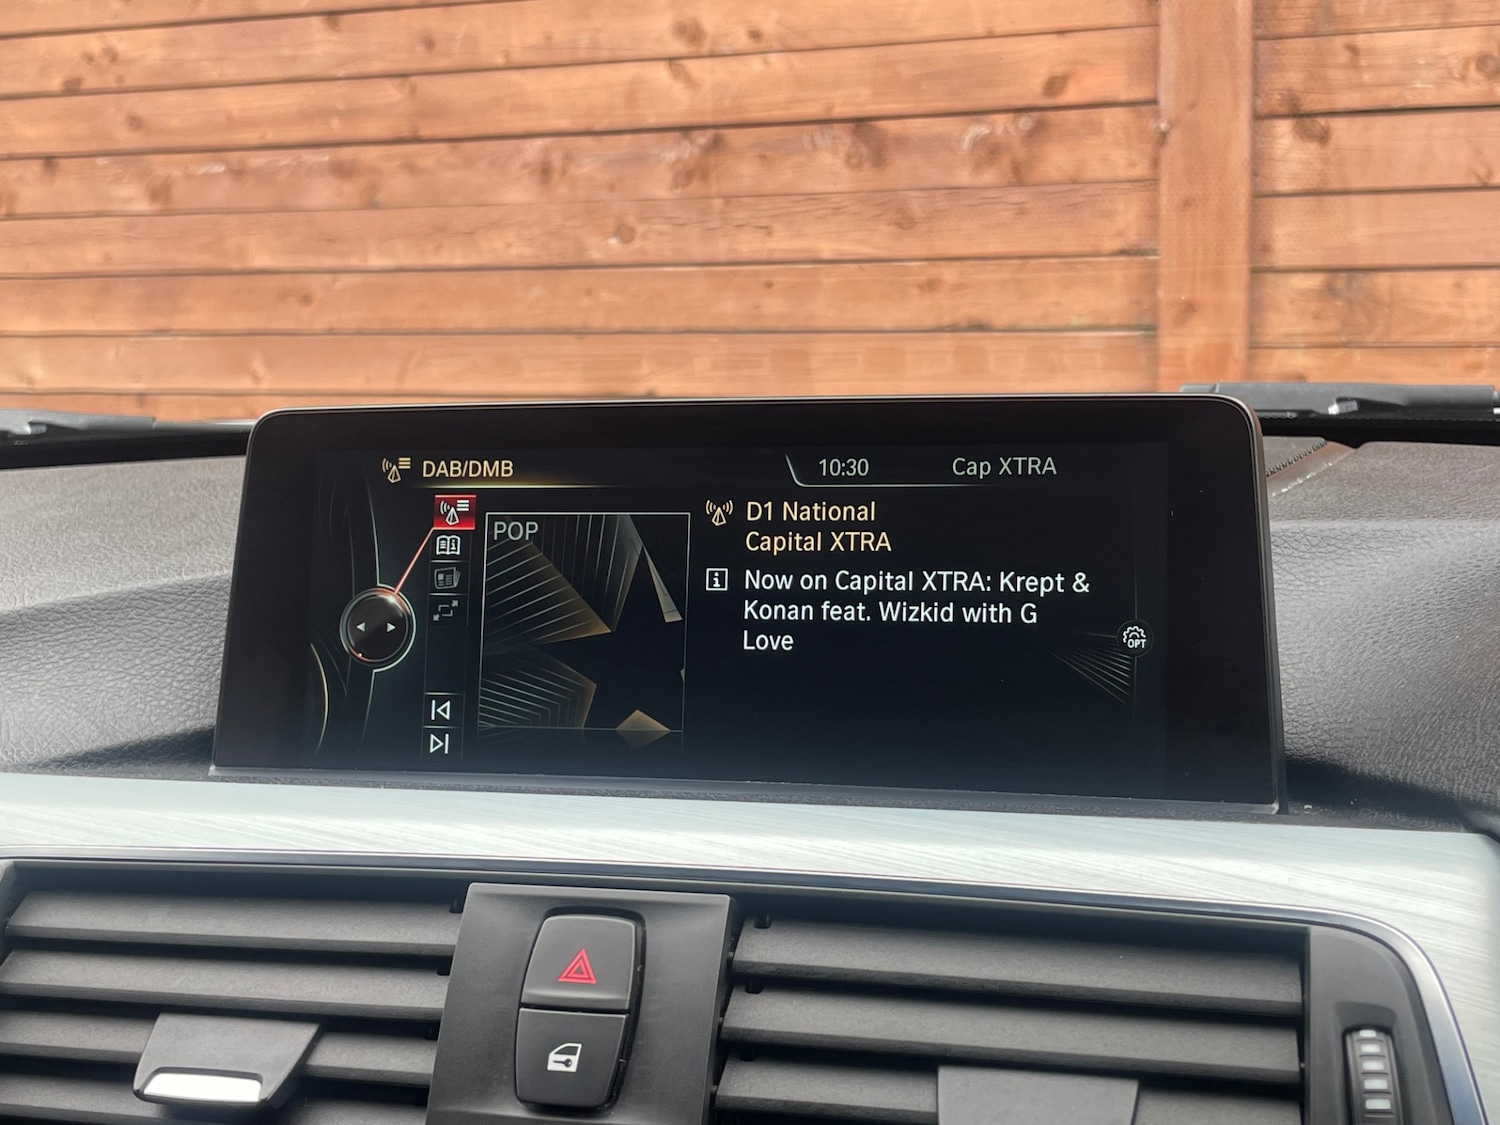 DAB/DMB
10:30
Cap XTRA
POP
D1 National
Capital XTRA
Now on Capital XTRA: Krept &
Konan feat. Wizkid with G
Love
OPT